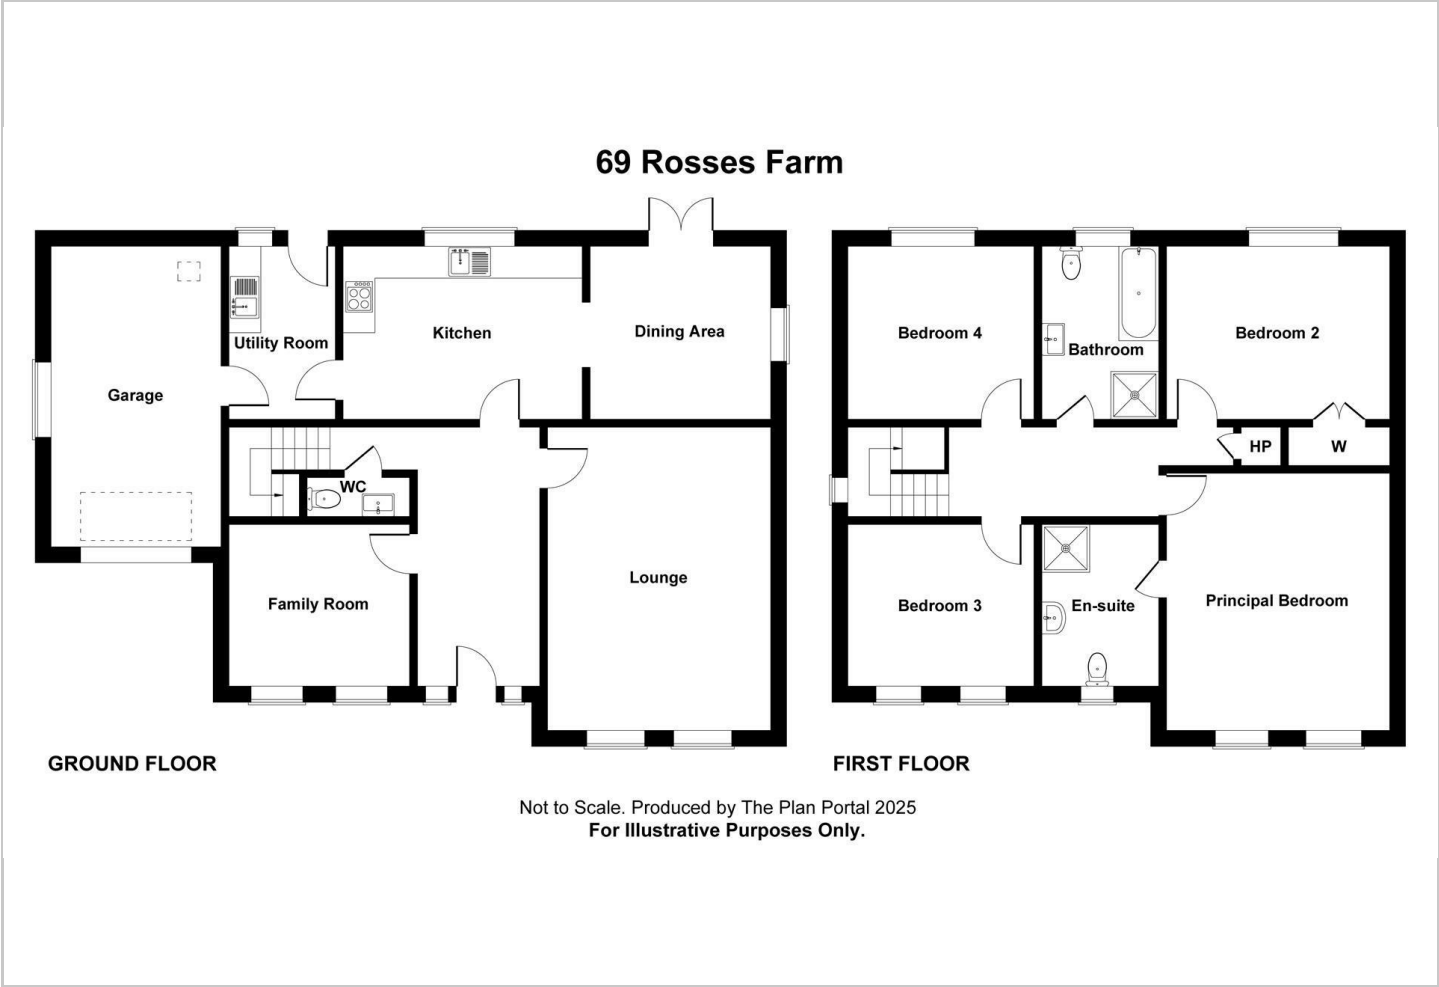 69 Rosses Farm
Garage
Utility Room
Kitchen
Dining Area
WC
Family Room
Lounge
GROUND FLOOR
Bedroom 4
Bathroom
Bedroom 2
HP
W
Bedroom 3
En-suite
Principal Bedroom
FIRST FLOOR
Not to Scale. Produced by The Plan Portal 2025
For Illustrative Purposes Only.